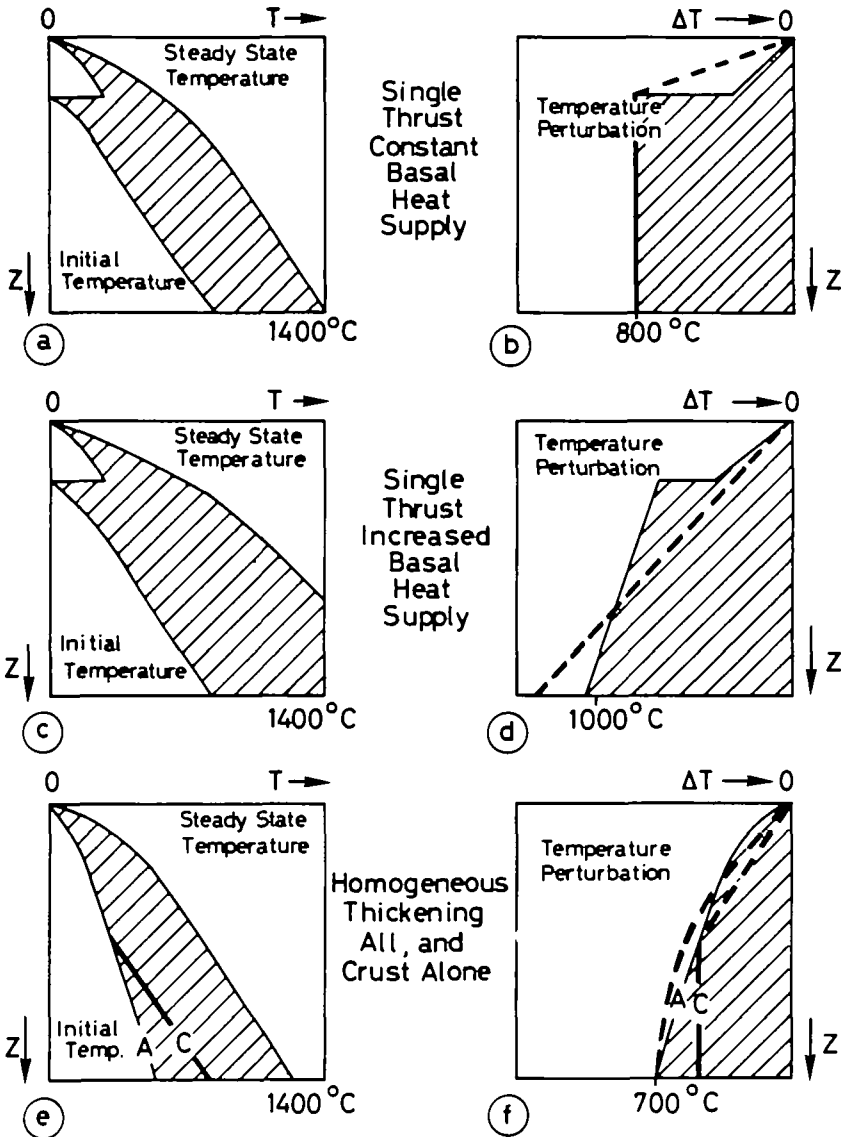 0 T
Steady State
Temperature
Initial
Temperature
Z
1400°C
a
Single
Thrust
Constant
Basal
Heat
Supply
ΔT 0
Temperature
Perturbation
Z
800°C
b
0 T
Steady State
Temperature
Initial
Temperature
Z
1400°C
c
Single
Thrust
Increased
Basal
Heat
Supply
ΔT 0
Temperature
Perturbation
Z
1000°C
d
0 T
Steady State
Temperature
Initial
Temp. A C
Z
1400°C
e
Homogeneous
Thickening
All, and
Crust Alone
ΔT 0
Temperature
Perturbation
A C
Z
700°C
f